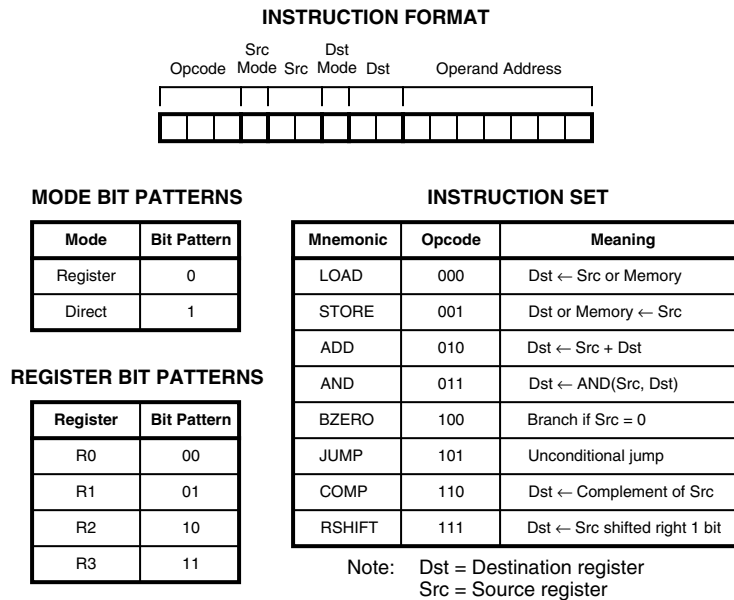 INSTRUCTION FORMAT
Src Dst
Opcode Mode Src Mode Dst Operand Address
MODE BIT PATTERNS
Mode Bit Pattern
Register 0
Direct 1
REGISTER BIT PATTERNS
Register Bit Pattern
R0 00
R1 01
R2 10
R3 11
INSTRUCTION SET
Mnemonic Opcode Meaning
LOAD 000 Dst ← Src or Memory
STORE 001 Dst or Memory ← Src
ADD 010 Dst ← Src + Dst
AND 011 Dst ← AND(Src, Dst)
BZERO 100 Branch if Src = 0
JUMP 101 Unconditional jump
COMP 110 Dst ← Complement of Src
RSHIFT 111 Dst ← Src shifted right 1 bit
Note: Dst = Destination register
Src = Source register